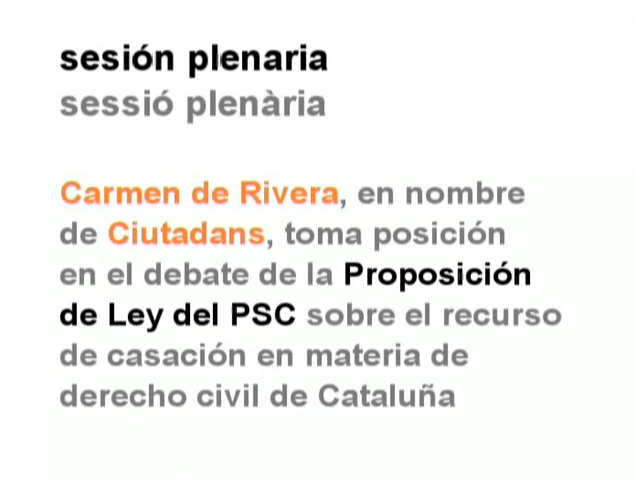 sesión plenaria
sessió plenària
Carmen de Rivera, en nombre
de Ciutadans, toma posición
en el debate de la Proposición
de Ley del PSC sobre el recurso
de casación en materia de
derecho civil de Cataluña